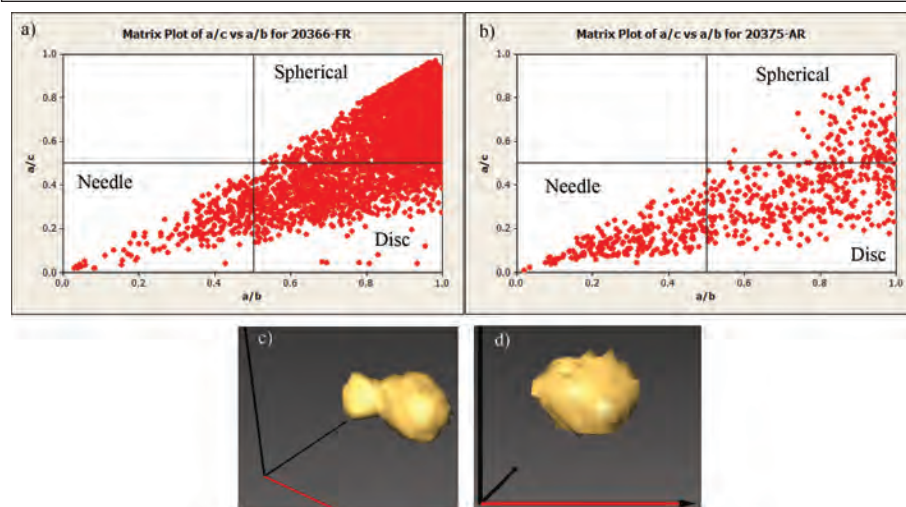 a)
Matrix Plot of a/c vs a/b for 20366-FR
1.0
0.8
0.6
0.4
0.2
0.0
a/c
Spherical
Needle
Disc
0.0 0.2 0.4 0.6 0.8 1.0
a/b
b)
Matrix Plot of a/c vs a/b for 20375-AR
1.0
0.8
0.6
0.4
0.2
0.0
a/c
Spherical
Needle
Disc
0.0 0.2 0.4 0.6 0.8 1.0
a/b
c)
d)